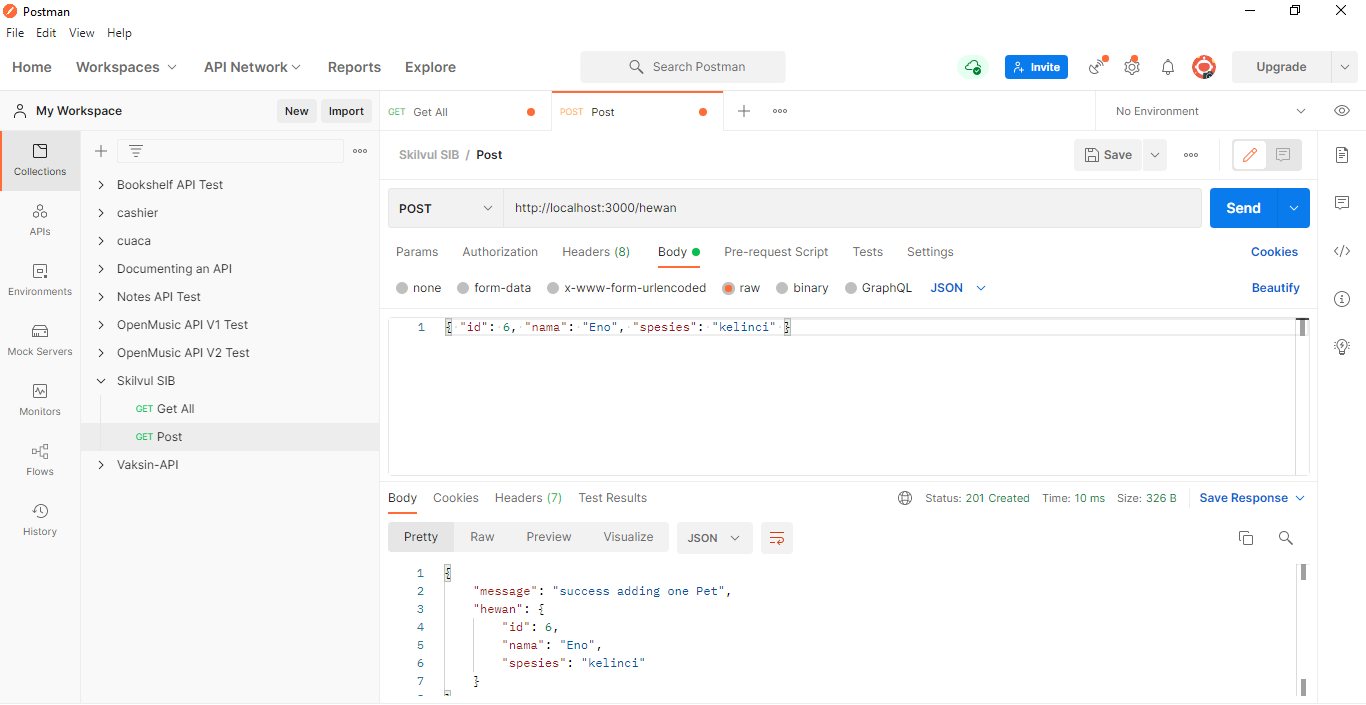 Postman
File Edit View Help
Home Workspaces API Network Reports Explore Search Postman Invite Upgrade
My Workspace New Import
GET Get All POST Post No Environment
Collections
APIs
Environments
Mock Servers
Monitors
Flows
History
Bookshelf API Test
cashier
cuaca
Documenting an API
Notes API Test
OpenMusic API V1 Test
OpenMusic API V2 Test
Skilvul SIB
GET Get All
GET Post
Vaksin-API
Skilvul SIB / Post Save
POST http://localhost:3000/hewan Send
Params Authorization Headers (8) Body Pre-request Script Tests Settings Cookies
none form-data x-www-form-urlencoded raw binary GraphQL JSON Beautify
1 { "id": 6, "nama": "Eno", "spesies": "kelinci" }
Body Cookies Headers (7) Test Results Status: 201 Created Time: 10 ms Size: 326 B Save Response
Pretty Raw Preview Visualize JSON
1 {
2 "message": "success adding one Pet",
3 "hewan": {
4 "id": 6,
5 "nama": "Eno",
6 "spesies": "kelinci"
7 }